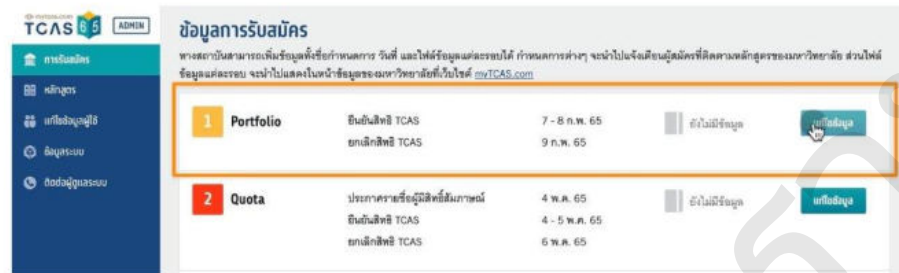 TCAS 65 ADMIN
การรับสมัคร
หลักสูตร
แก้ไขข้อมูลผู้ใช้
ข้อมูลระบบ
ติดต่อผู้ดูแลระบบ
ข้อมูลการรับสมัคร
ทางสถาบันสามารถเพิ่มข้อมูลทั้งชื่อกำหนดการ วันที่ และไฟล์ข้อมูลแต่ละรอบได้ กำหนดการต่างๆ จะนำไปแจ้งเตือนผู้สมัครที่ติดตามหลักสูตรของมหาวิทยาลัย ส่วนไฟล์
ข้อมูลแต่ละรอบ จะนำไปแสดงในหน้าข้อมูลของมหาวิทยาลัยที่เว็บไซต์ myTCAS.com
1 Portfolio ยืนยันสิทธิ์ TCAS 7 - 8 ก.พ. 65 ยังไม่มีข้อมูล แก้ไขข้อมูล
ยกเลิกสิทธิ์ TCAS 9 ก.พ. 65
2 Quota ประกาศรายชื่อผู้มีสิทธิ์สัมภาษณ์ 4 พ.ค. 65 ยังไม่มีข้อมูล แก้ไขข้อมูล
ยืนยันสิทธิ์ TCAS 4 - 5 พ.ค. 65
ยกเลิกสิทธิ์ TCAS 6 พ.ค. 65